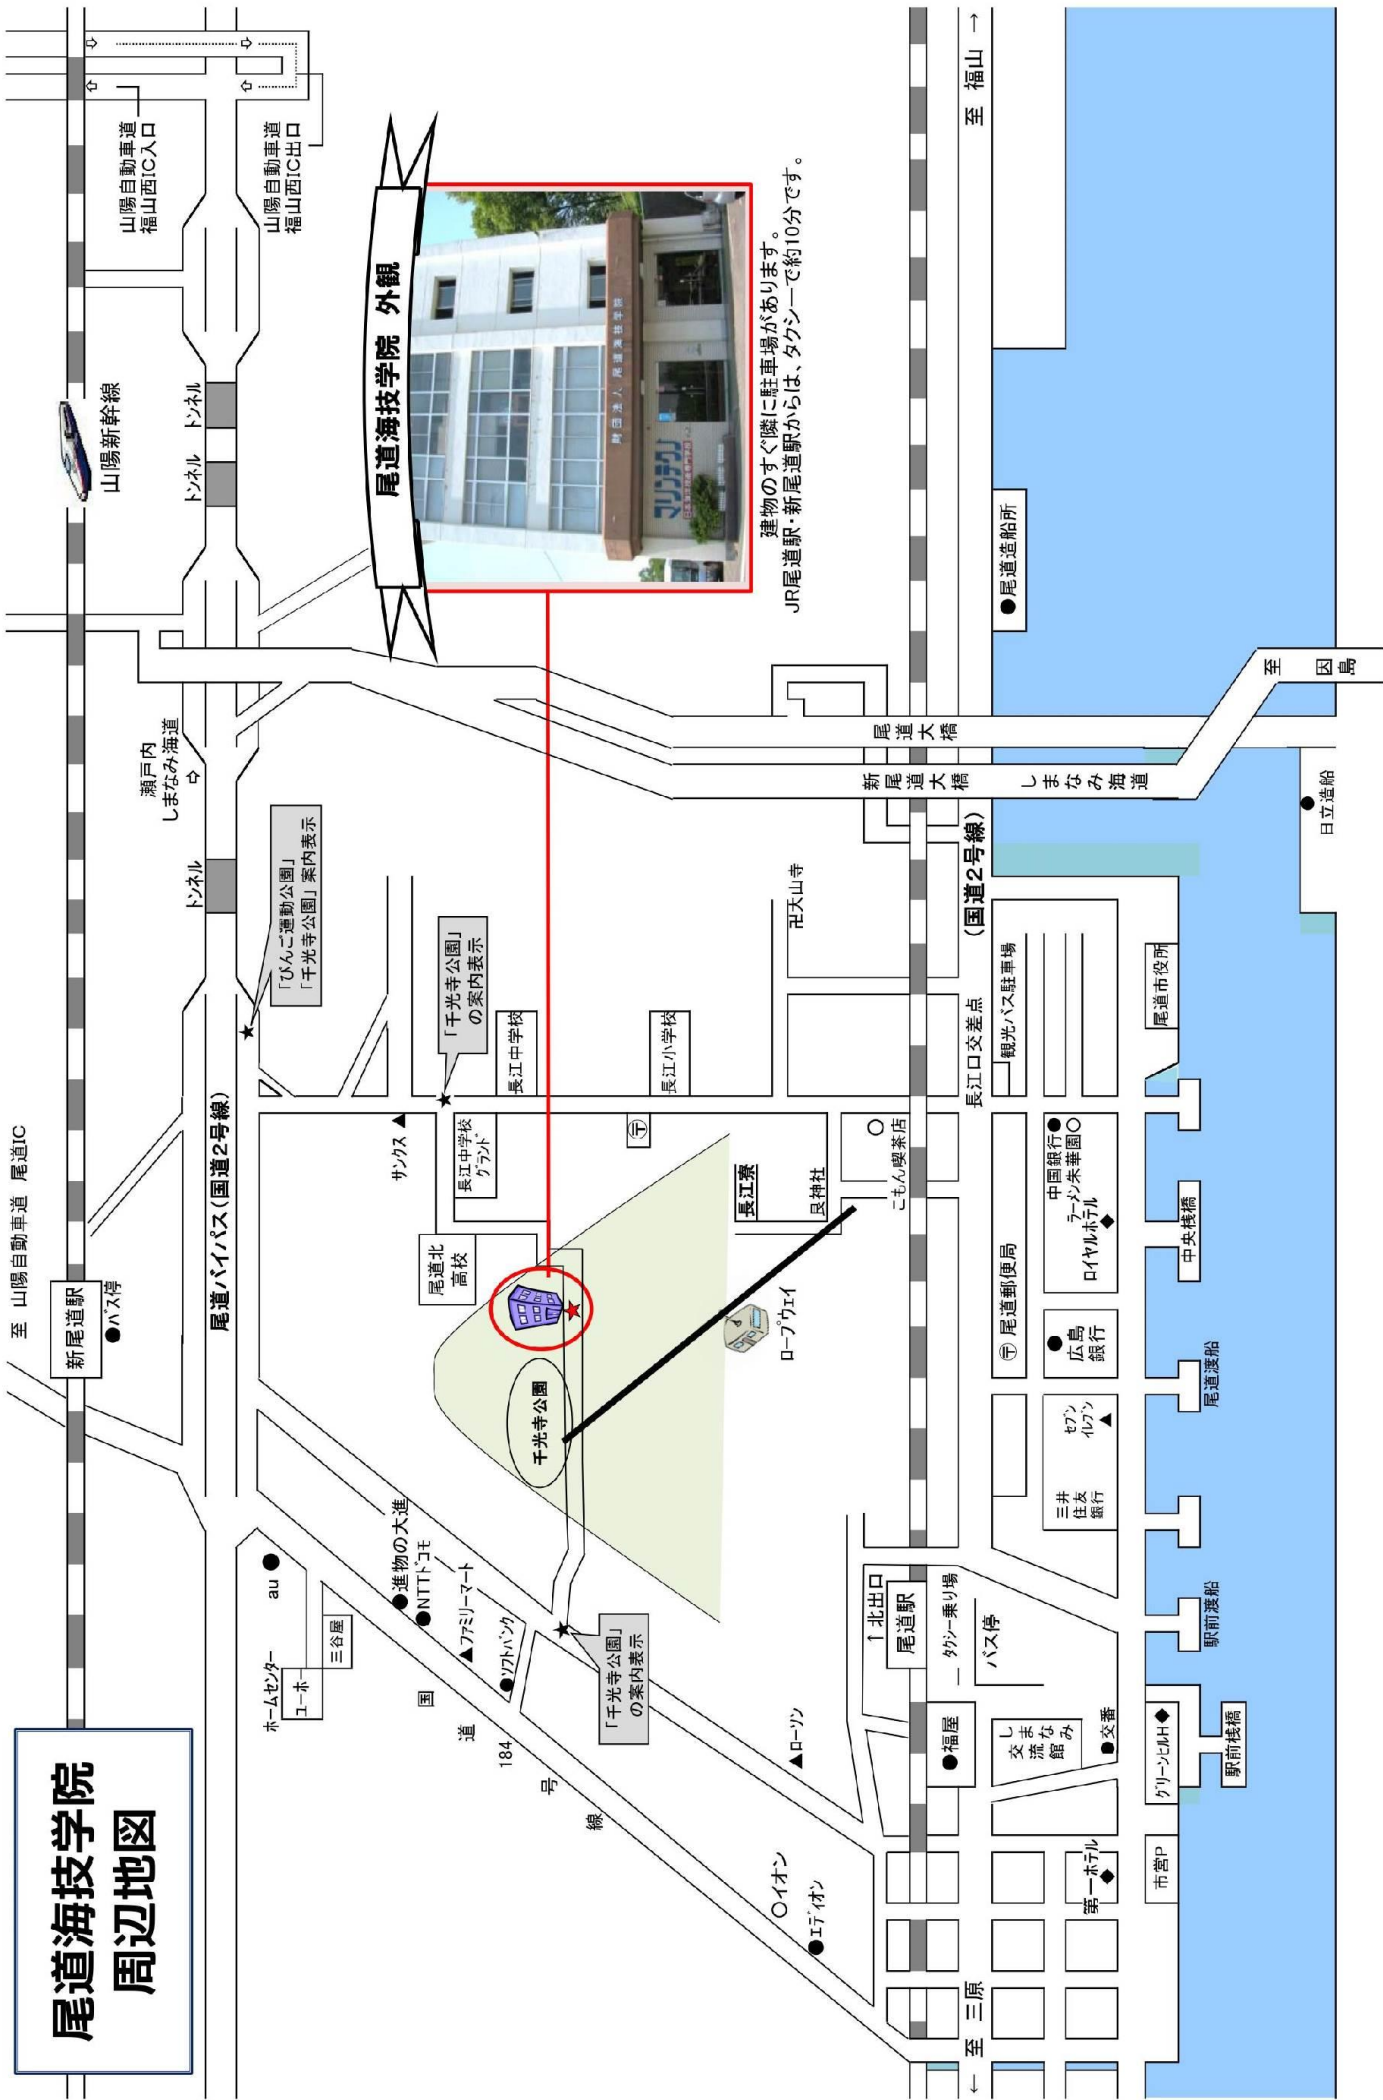 尾道海技学院
周辺地図
至 山陽自動車道 尾道IC
新尾道駅
●バス停
山陽新幹線
山陽自動車道
福山西IC入口
山陽自動車道
福山西IC出口
尾道バイパス(国道2号線)
トンネル
トンネル
トンネル
瀬戸内
しまなみ海道
⇨
「びんご運動公園」
「千光寺公園」案内表示
尾道海技学院 外観
財団法人 尾道海技学院
マリンテクノ
建物のすぐ隣に駐車場があります。
JR尾道駅・新尾道駅からは、タクシーで約10分です。
ホームセンター
ユーホー
三谷屋
au ●
●進物の大進
●NTTドコモ
▲ファミリーマート
●ソフトバンク
国道184号線
「千光寺公園」
の案内表示
▲ローソン
○イオン
●エディオン
尾道北
高校
千光寺公園
サンクス▲
長江中学校
グランド
「千光寺公園」
の案内表示
長江中学校
長江小学校
〒
長江寮
艮神社
ロープウェイ
○
こもん喫茶店
卍天山寺
尾道大橋
新尾道大橋 しまなみ海道
至 因島
↑北出口
尾道駅
タクシー乗り場
バス停
●福屋
しまなみ
交流館
●交番
グリーンヒルH◆
駅前桟橋
駅前渡船
市営P
第一ホテル
◆
← 至 三原
至 福山 →
(国道2号線)
長江口交差点
観光バス駐車場
〒尾道郵便局
三井
住友
銀行
セブン
イレブン
▲
●広島
銀行
中国銀行●
ラーメン朱華園○
ロイヤルホテル
◆
尾道渡船
中央桟橋
尾道市役所
●尾道造船所
●
日立造船